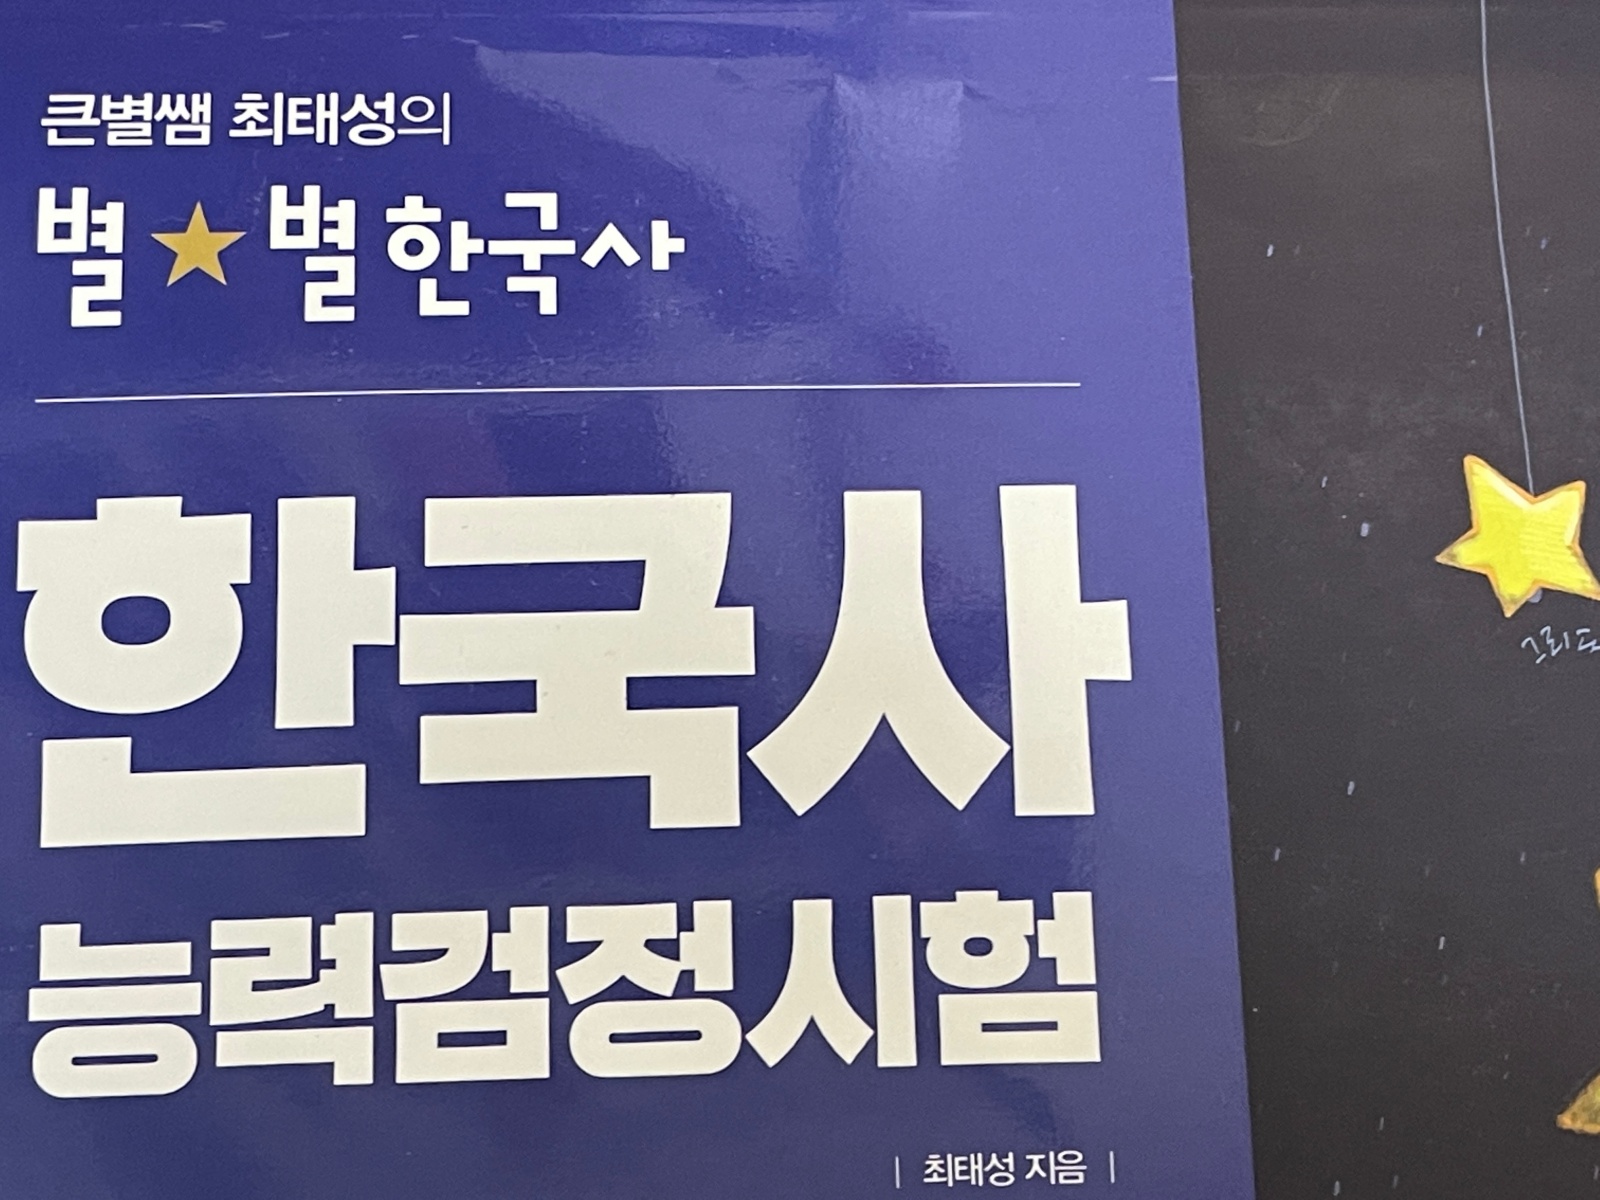 큰별쌤 최태성의
별★별한국사
한국사
능력검정시험
최태성 지음